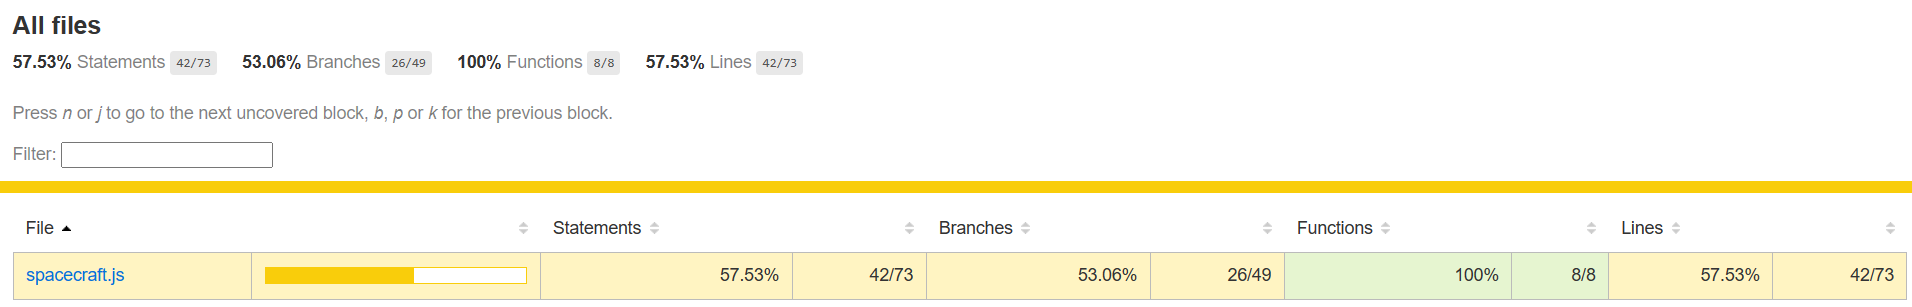 All files
57.53% Statements 42/73 53.06% Branches 26/49 100% Functions 8/8 57.53% Lines 42/73
Press n or j to go to the next uncovered block, b, p or k for the previous block.
Filter:
File Statements Branches Functions Lines
spacecraft.js 57.53% 42/73 53.06% 26/49 100% 8/8 57.53% 42/73